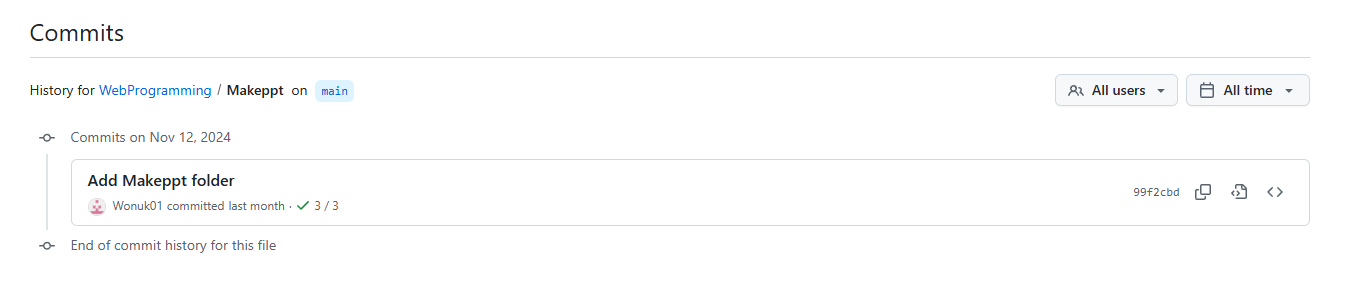 Commits
History for WebProgramming / Makeppt on main
All users
All time
Commits on Nov 12, 2024
Add Makeppt folder
Wonuk01 committed last month · 3 / 3
99f2cbd
End of commit history for this file